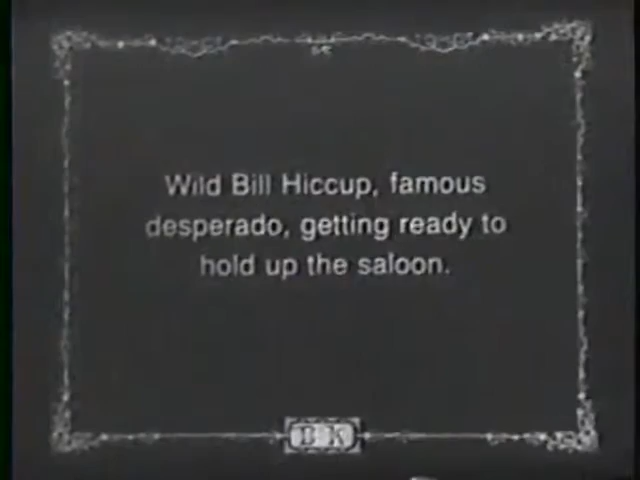 Wild Bill Hiccup, famous
desperado, getting ready to
hold up the saloon.
B K